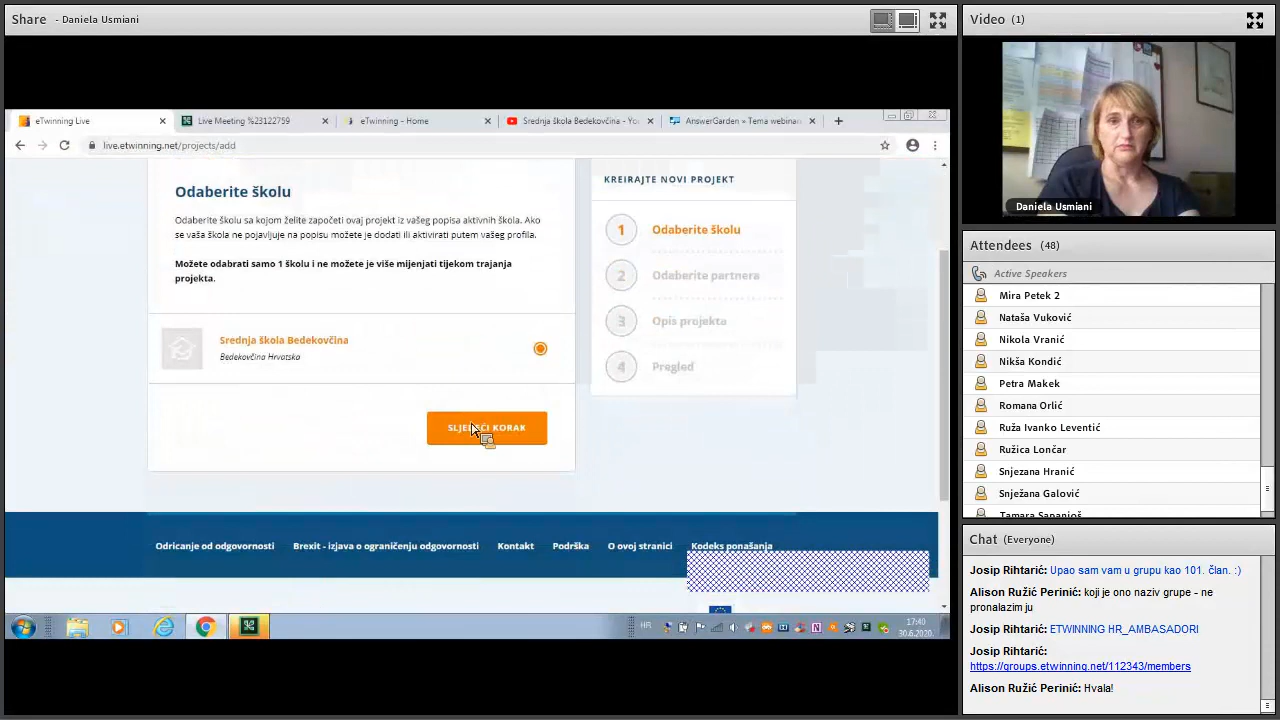 Share - Daniela Usmiani
eTwinning Live
Live Meeting %23122759
eTwinning - Home
Srednja škola Bedekovčina - Yo
AnswerGarden » Tema webinar
live.etwinning.net/projects/add
Odaberite školu
Odaberite školu sa kojom želite započeti ovaj projekt iz vašeg popisa aktivnih škola. Ako
se vaša škola ne pojavljuje na popisu možete je dodati ili aktivirati putem vašeg profila.
Možete odabrati samo 1 školu i ne možete je više mijenjati tijekom trajanja
projekta.
Srednja škola Bedekovčina
Bedekovčina Hrvatska
SLJEDEĆI KORAK
KREIRAJTE NOVI PROJEKT
1 Odaberite školu
2 Odaberite partnera
3 Opis projekta
4 Pregled
Odricanje od odgovornosti
Brexit - izjava o ograničenju odgovornosti
Kontakt
Podrška
O ovoj stranici
Kodeks ponašanja
HR
17:40
30.6.2020.
Video (1)
Daniela Usmiani
Attendees (48)
Active Speakers
Mira Petek 2
Nataša Vuković
Nikola Vranić
Nikša Kondić
Petra Makek
Romana Orlić
Ruža Ivanko Leventić
Ružica Lončar
Snjezana Hranić
Snježana Galović
Chat (Everyone)
Josip Rihtarić: Upao sam vam u grupu kao 101. član. :)
Alison Ružić Perinić: koji je ono naziv grupe - ne
pronalazim ju
Josip Rihtarić: ETWINNING HR_AMBASADORI
Josip Rihtarić:
https://groups.etwinning.net/112343/members
Alison Ružić Perinić: Hvala!